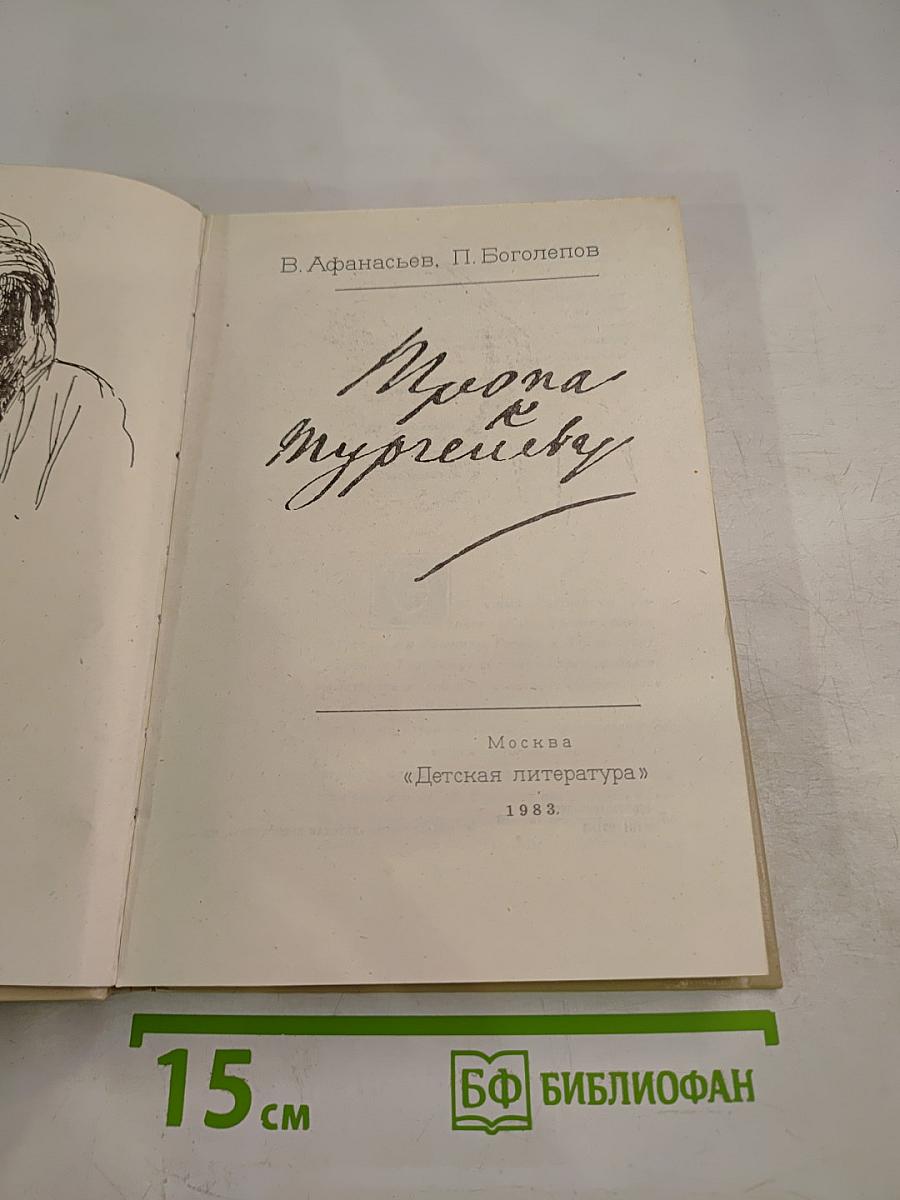 В. Афанасьев, П. Боголепов
Тропа
к
Тургеневу
Москва
«Детская литература»
1983.
15 см
БФ БИБЛИОФАН